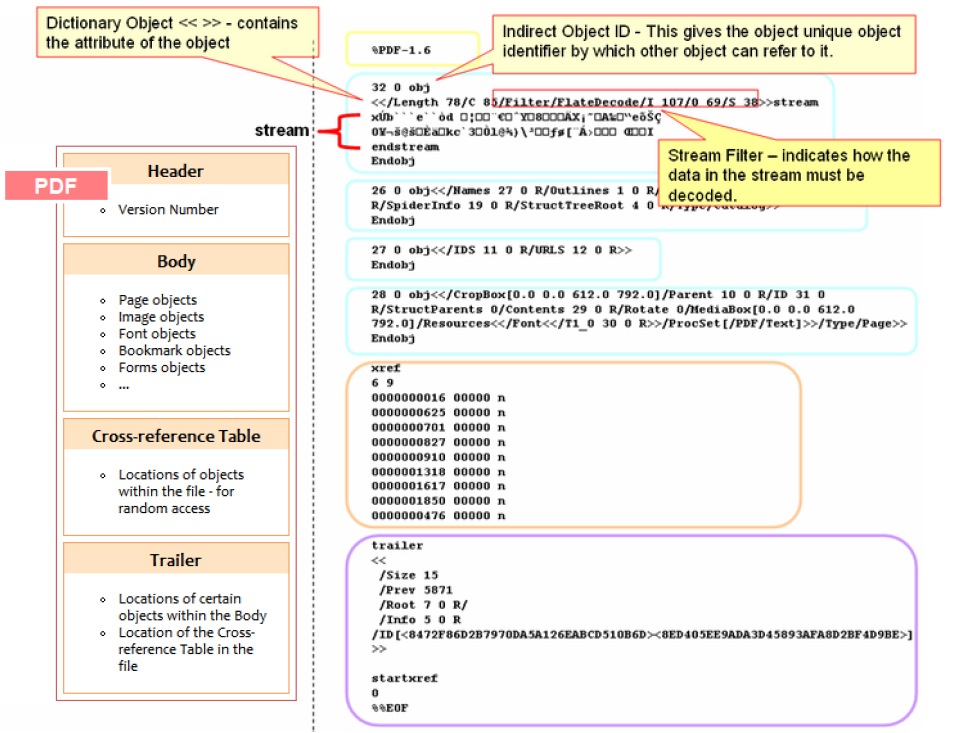 Dictionary Object << >> - contains
the attribute of the object
Indirect Object ID - This gives the object unique object
identifier by which other object can refer to it.
stream
Stream Filter – indicates how the
data in the stream must be
decoded.
PDF
Header
Version Number
Body
Page objects
Image objects
Font objects
Bookmark objects
Forms objects
...
Cross-reference Table
Locations of objects
within the file - for
random access
Trailer
Locations of certain
objects within the Body
Location of the Cross-
reference Table in the
file
%PDF-1.6
32 0 obj
<</Length 78/C 85/Filter/FlateDecode/I 107/O 69/S 38>>stream
endstream
Endobj
26 0 obj<</Names 27 0 R/Outlines 1 0 R/
R/SpiderInfo 19 0 R/StructTreeRoot 4 0 R/Type/Catalog>>
Endobj
27 0 obj<</IDS 11 0 R/URLS 12 0 R>>
Endobj
28 0 obj<</CropBox[0.0 0.0 612.0 792.0]/Parent 10 0 R/ID 31 0
R/StructParents 0/Contents 29 0 R/Rotate 0/MediaBox[0.0 0.0 612.0
792.0]/Resources<</Font<</T1_0 30 0 R>>/ProcSet[/PDF/Text]>>/Type/Page>>
Endobj
xref
6 9
0000000016 00000 n
0000000625 00000 n
0000000701 00000 n
0000000827 00000 n
0000000910 00000 n
0000001318 00000 n
0000001617 00000 n
0000001850 00000 n
0000000476 00000 n
trailer
<<
/Size 15
/Prev 5871
/Root 7 0 R/
/Info 5 0 R
/ID[<8472F86D2B7970DA5A126EABCD510B6D><8ED405EE9ADA3D45893AFA8D2BF4D9BE>]
>>
startxref
0
%%EOF